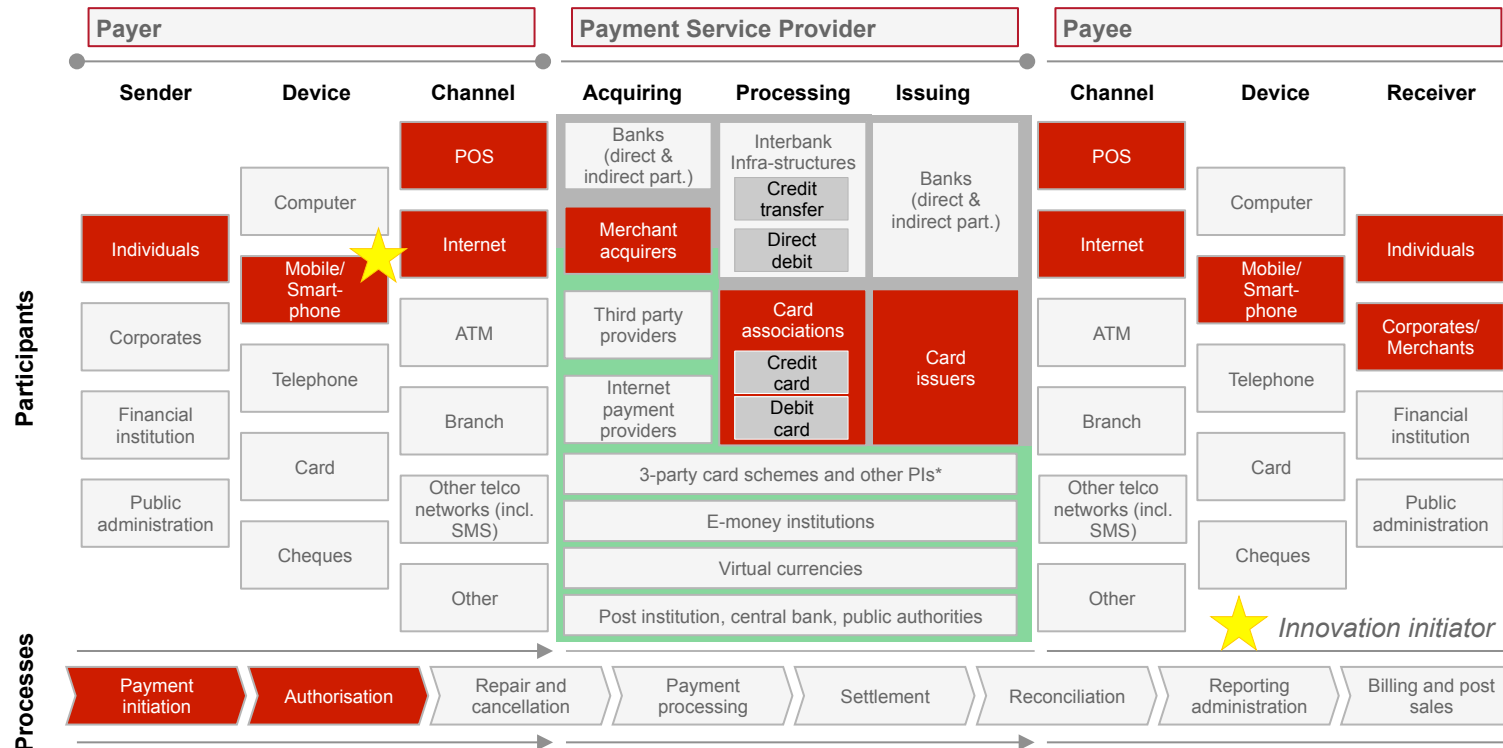 Payer
Payment Service Provider
Payee
Sender
Device
Channel
Acquiring
Processing
Issuing
Channel
Device
Receiver
Participants
Individuals
Corporates
Financial
institution
Public
administration
Computer
Mobile/
Smart-
phone
Telephone
Card
Cheques
POS
Internet
ATM
Branch
Other telco
networks (incl.
SMS)
Other
Banks
(direct &
indirect part.)
Merchant
acquirers
Third party
providers
Internet
payment
providers
Interbank
Infra-structures
Credit
transfer
Direct
debit
Card
associations
Credit
card
Debit
card
Banks
(direct &
indirect part.)
Card
issuers
3-party card schemes and other PIs*
E-money institutions
Virtual currencies
Post institution, central bank, public authorities
POS
Internet
ATM
Branch
Other telco
networks (incl.
SMS)
Other
Computer
Mobile/
Smart-
phone
Telephone
Card
Cheques
Individuals
Corporates/
Merchants
Financial
institution
Public
administration
Innovation initiator
Processes
Payment
initiation
Authorisation
Repair and
cancellation
Payment
processing
Settlement
Reconciliation
Reporting
administration
Billing and post
sales